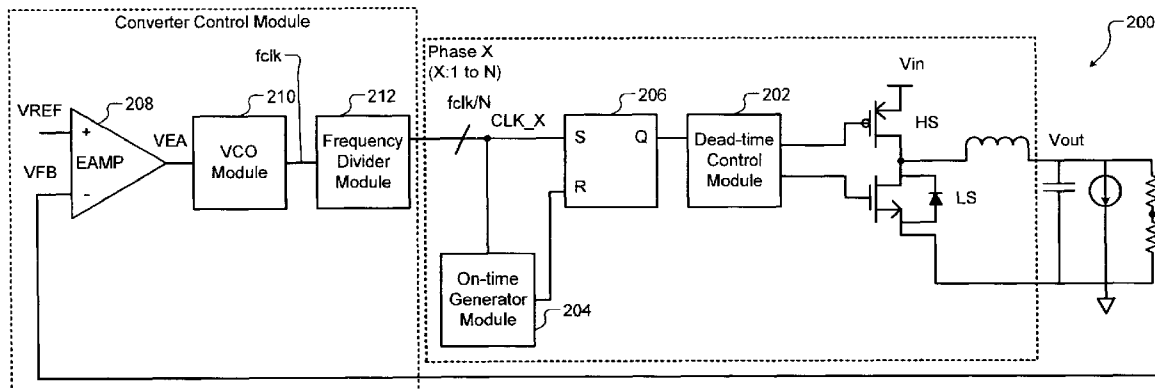 Converter Control Module
200
fclk
Phase X
(X:1 to N)
Vin
208
210
212
fclk/N
206
202
HS
VREF
+
EAMP
VEA
VCO
Module
Frequency
Divider
Module
CLK_X
S
Q
Dead-time
Control
Module
Vout
VFB
-
R
LS
On-time
Generator
Module
204